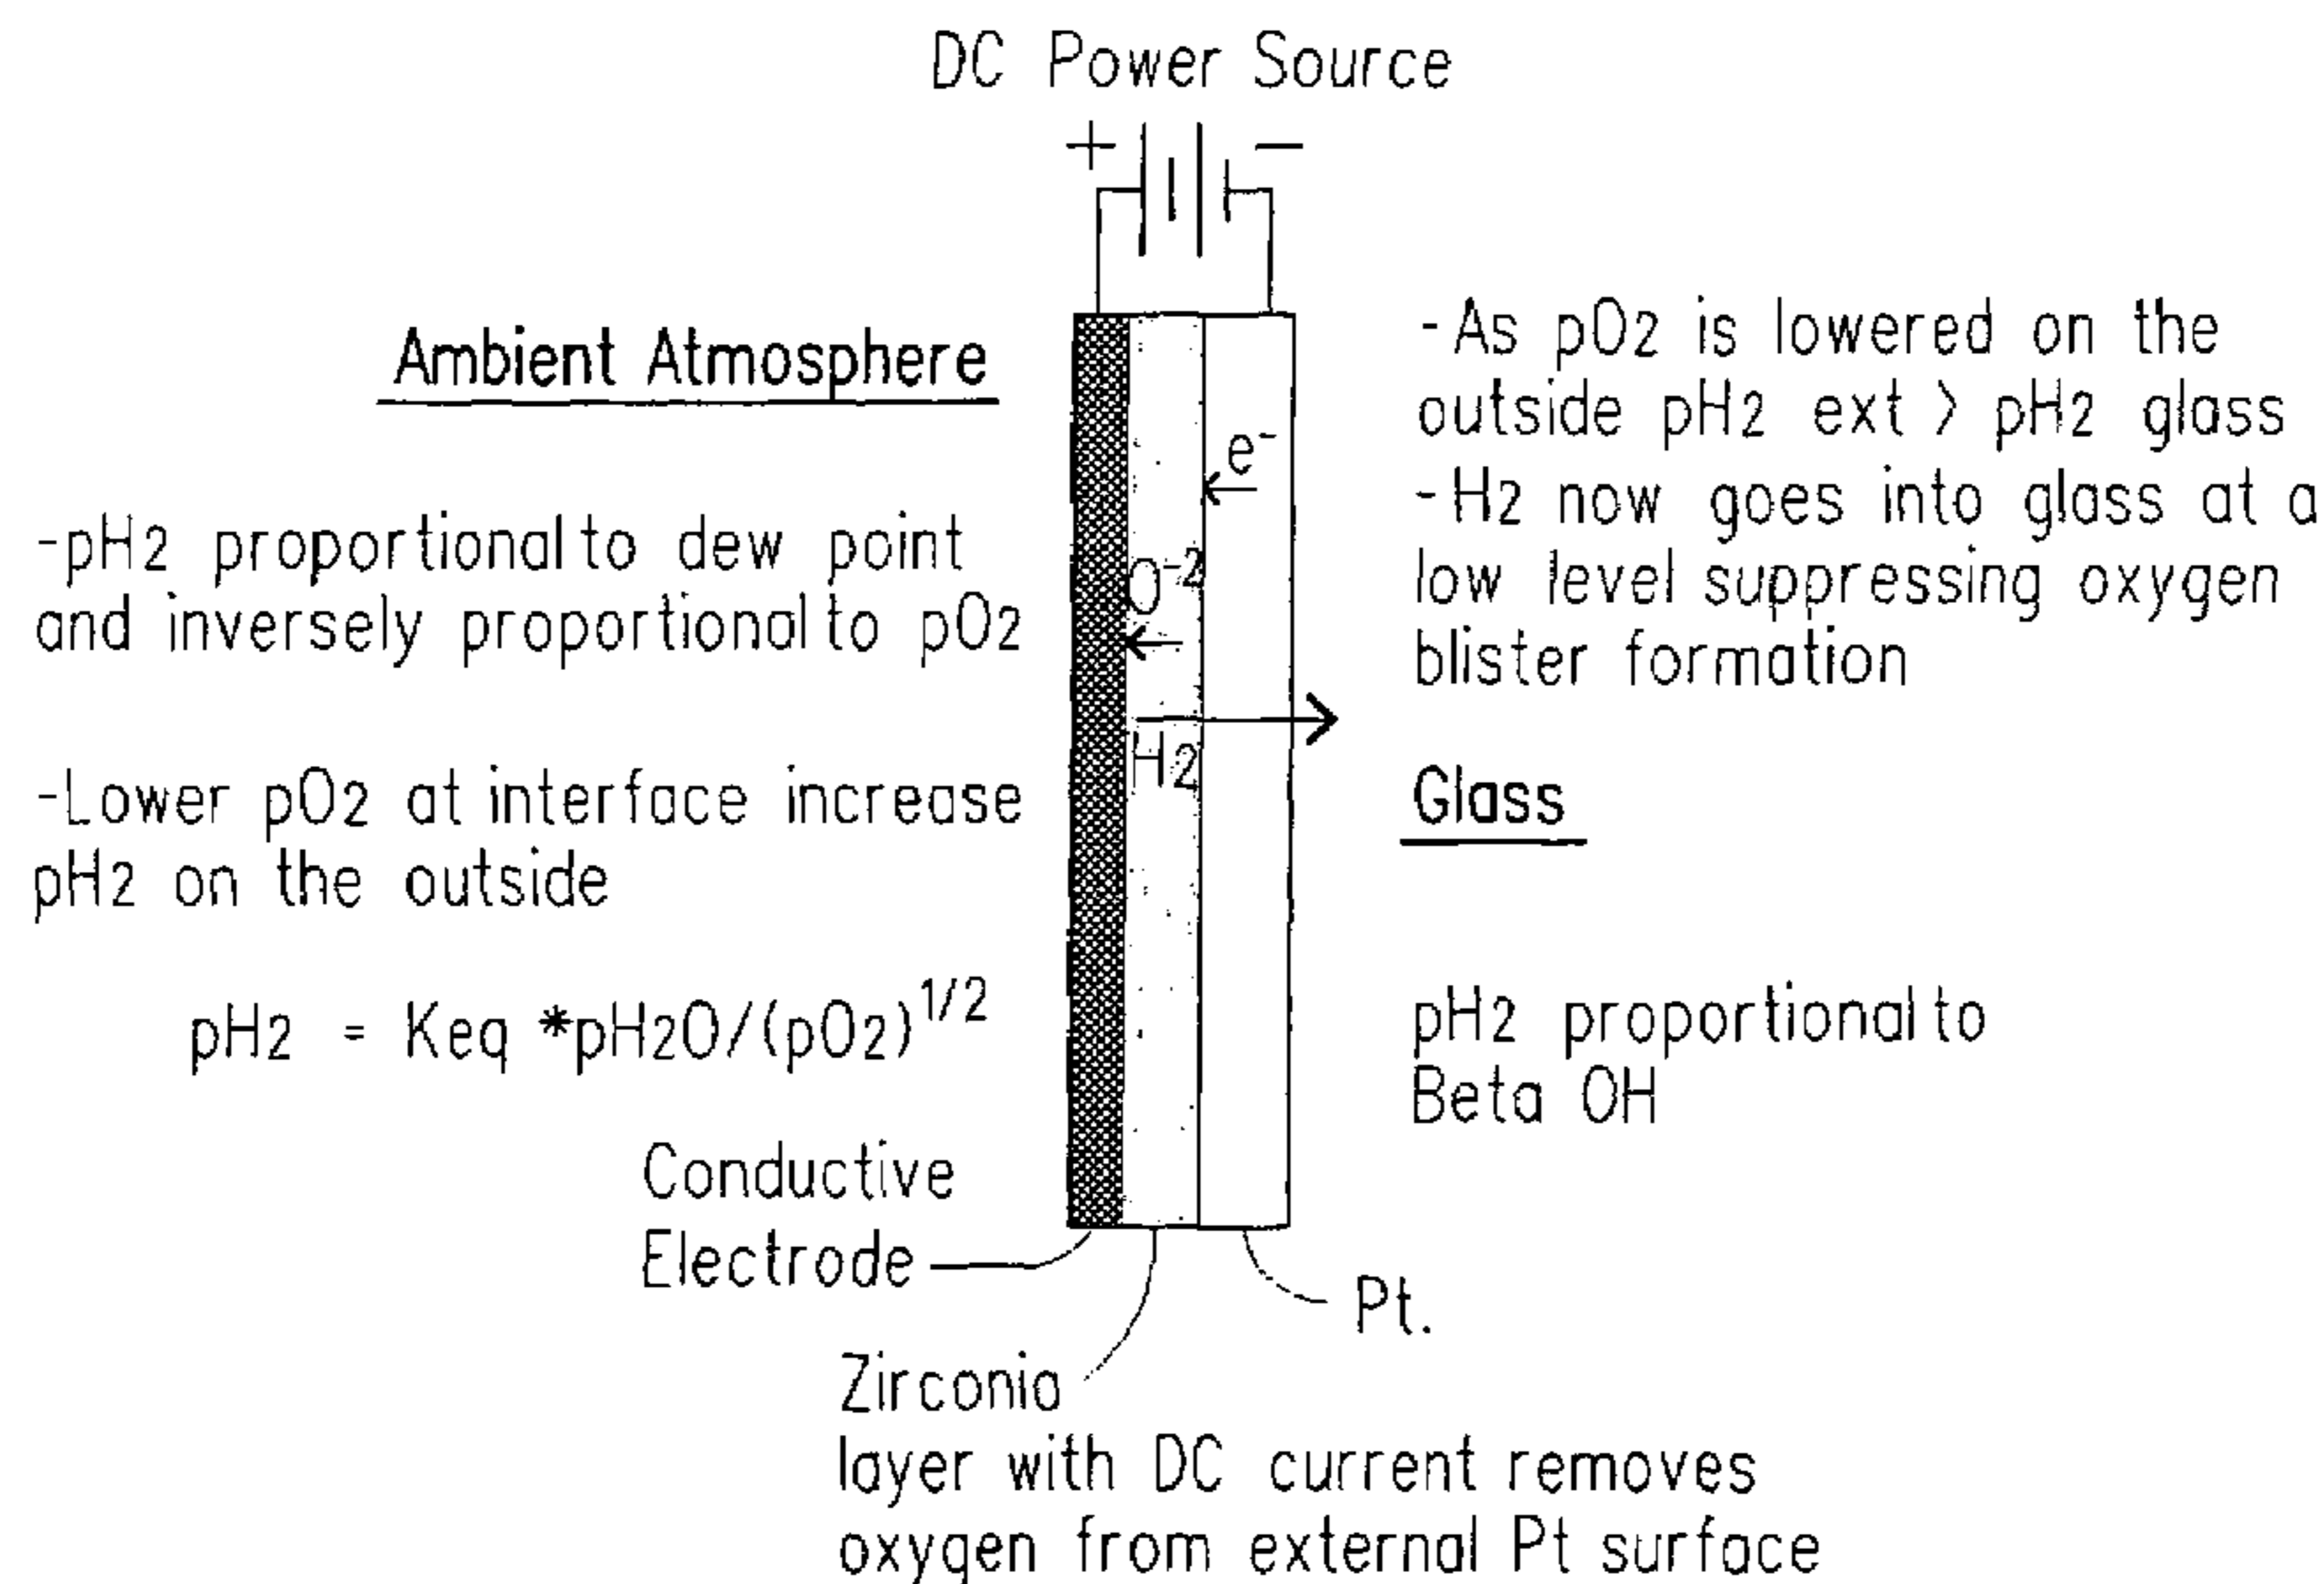 DC Power Source
+ −
Ambient Atmosphere
-pH2 proportional to dew point
and inversely proportional to pO2
-Lower pO2 at interface increase
pH2 on the outside
pH2 = Keq *pH2O/(pO2)1/2
e-
O-2
H2
-As pO2 is lowered on the
outside pH2 ext > pH2 glass
-H2 now goes into glass at a
low level suppressing oxygen
blister formation
Glass
pH2 proportional to
Beta OH
Conductive
Electrode
Pt.
Zirconia
layer with DC current removes
oxygen from external Pt surface